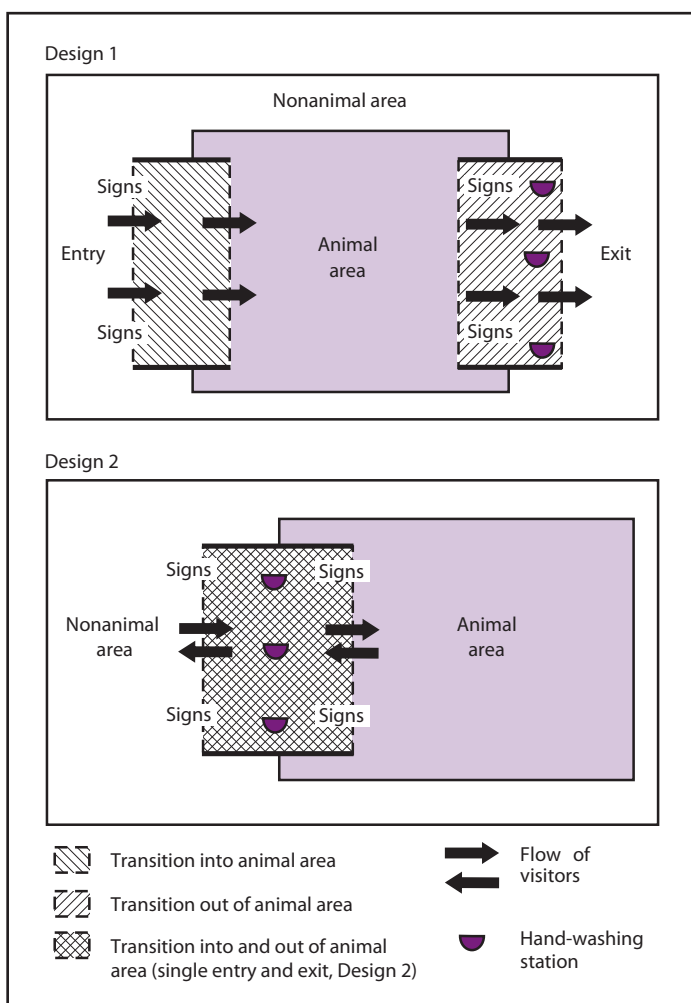 Design 1
Nonanimal area
Signs
Signs
Entry
Animal
area
Exit
Signs
Signs
Design 2
Signs
Signs
Nonanimal
area
Animal
area
Signs
Signs
Transition into animal area
Transition out of animal area
Transition into and out of animal
area (single entry and exit, Design 2)
Flow of
visitors
Hand-washing
station